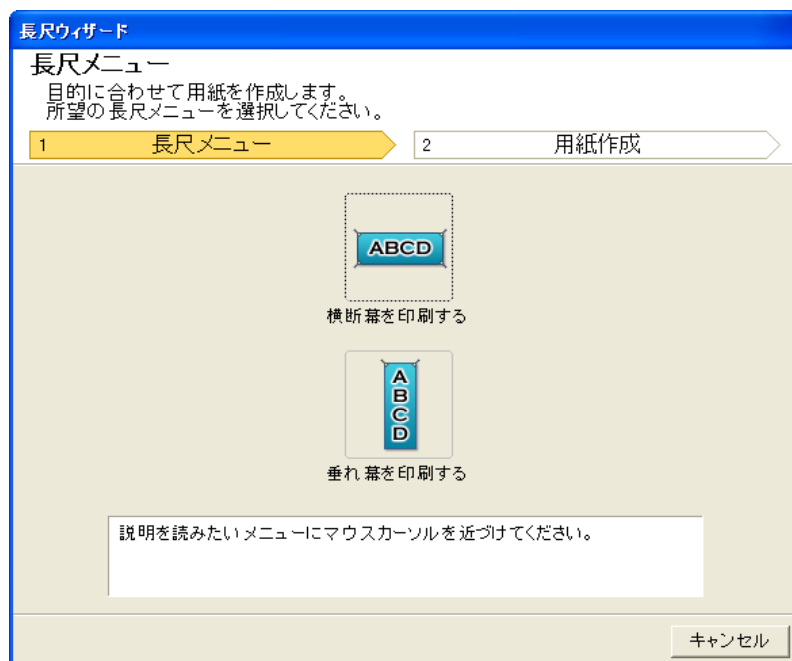 長尺ウィザード
長尺メニュー
目的に合わせて用紙を作成します。
所望の長尺メニューを選択してください。
1 長尺メニュー 2 用紙作成
ABCD
横断幕を印刷する
A
B
C
D
垂れ幕を印刷する
説明を読みたいメニューにマウスカーソルを近づけてください。
キャンセル